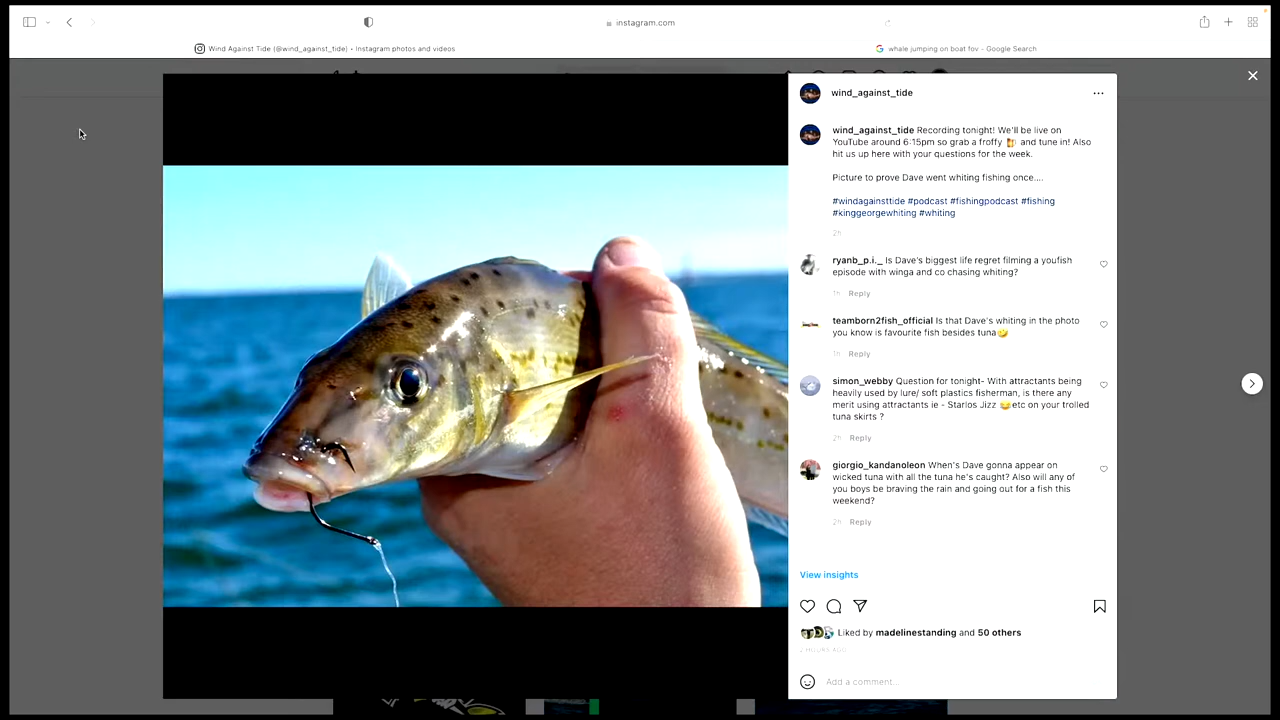 instagram.com
Wind Against Tide (@wind_against_tide) • Instagram photos and videos
whale jumping on boat fov - Google Search
wind_against_tide
wind_against_tide Recording tonight! We'll be live on
YouTube around 6:15pm so grab a froffy 🍺 and tune in! Also
hit us up here with your questions for the week.
Picture to prove Dave went whiting fishing once....
#windagainsttide #podcast #fishingpodcast #fishing
#kinggeorgewhiting #whiting
2h
ryanb_p.i._ Is Dave's biggest life regret filming a youfish
episode with winga and co chasing whiting?
1h Reply
teamborn2fish_official Is that Dave's whiting in the photo
you know is favourite fish besides tuna🤣
1h Reply
simon_webby Question for tonight- With attractants being
heavily used by lure/ soft plastics fisherman, is there any
merit using attractants ie - Starlos Jizz 😂etc on your trolled
tuna skirts ?
2h Reply
giorgio_kandanoleon When's Dave gonna appear on
wicked tuna with all the tuna he's caught? Also will any of
you boys be braving the rain and going out for a fish this
weekend?
2h Reply
View insights
Liked by madelinestanding and 50 others
2 HOURS AGO
Add a comment...